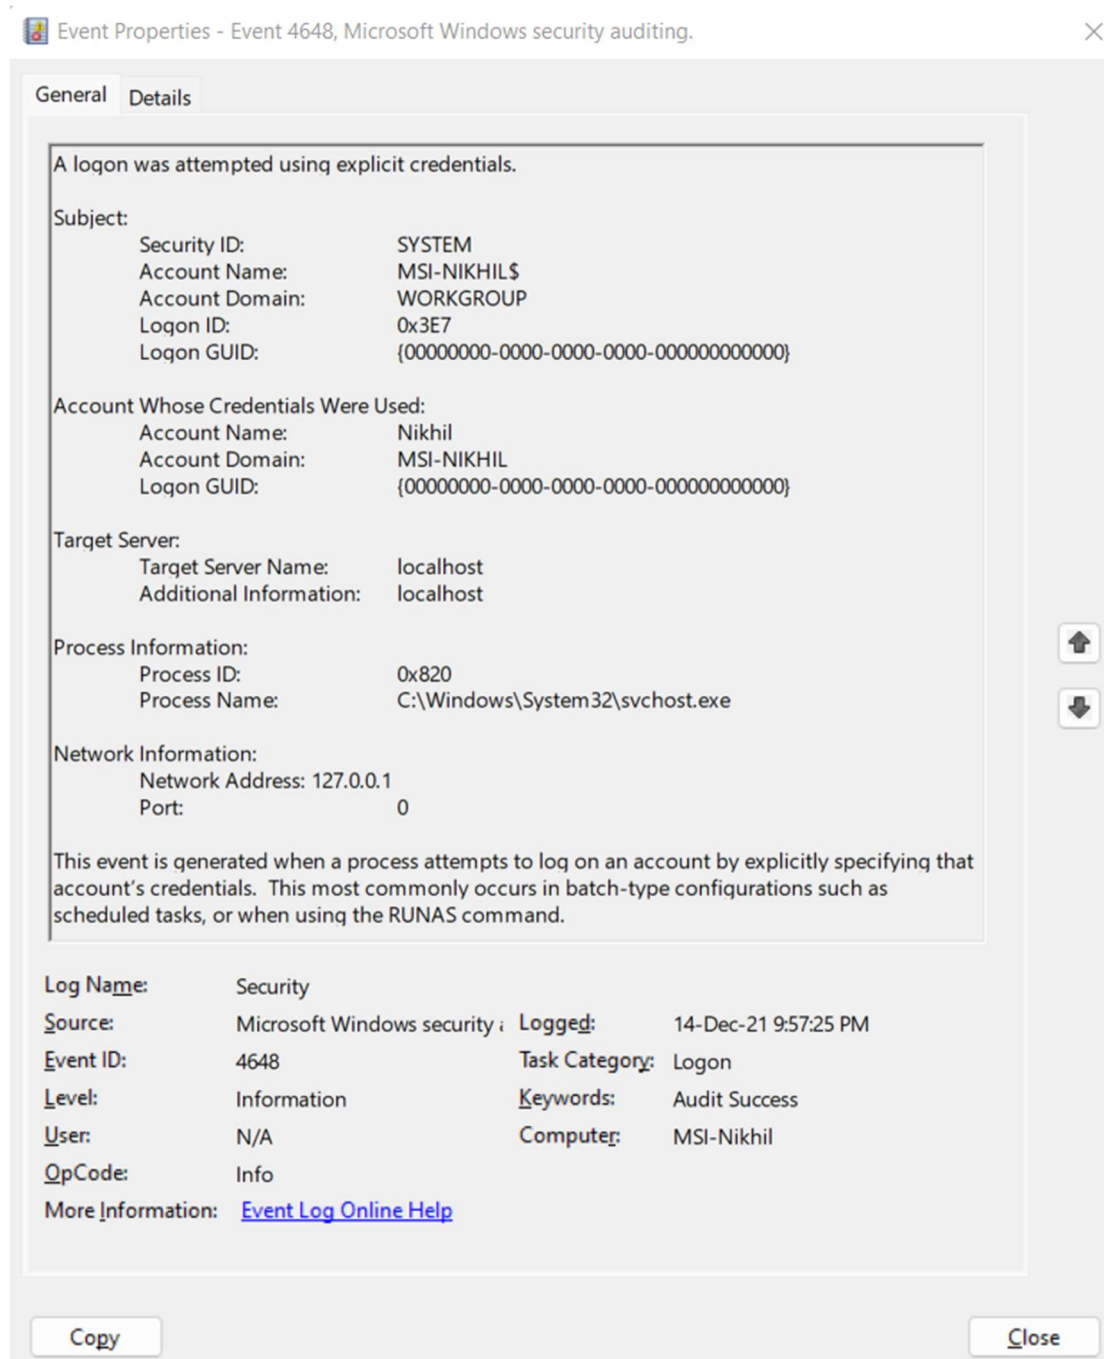 Event Properties - Event 4648, Microsoft Windows security auditing.
General Details
A logon was attempted using explicit credentials.
Subject:
Security ID: SYSTEM
Account Name: MSI-NIKHIL$
Account Domain: WORKGROUP
Logon ID: 0x3E7
Logon GUID: {00000000-0000-0000-0000-000000000000}
Account Whose Credentials Were Used:
Account Name: Nikhil
Account Domain: MSI-NIKHIL
Logon GUID: {00000000-0000-0000-0000-000000000000}
Target Server:
Target Server Name: localhost
Additional Information: localhost
Process Information:
Process ID: 0x820
Process Name: C:\Windows\System32\svchost.exe
Network Information:
Network Address: 127.0.0.1
Port: 0
This event is generated when a process attempts to log on an account by explicitly specifying that
account's credentials. This most commonly occurs in batch-type configurations such as
scheduled tasks, or when using the RUNAS command.
Log Name: Security
Source: Microsoft Windows security Logged: 14-Dec-21 9:57:25 PM
Event ID: 4648 Task Category: Logon
Level: Information Keywords: Audit Success
User: N/A Computer: MSI-Nikhil
OpCode: Info
More Information: Event Log Online Help
Copy Close